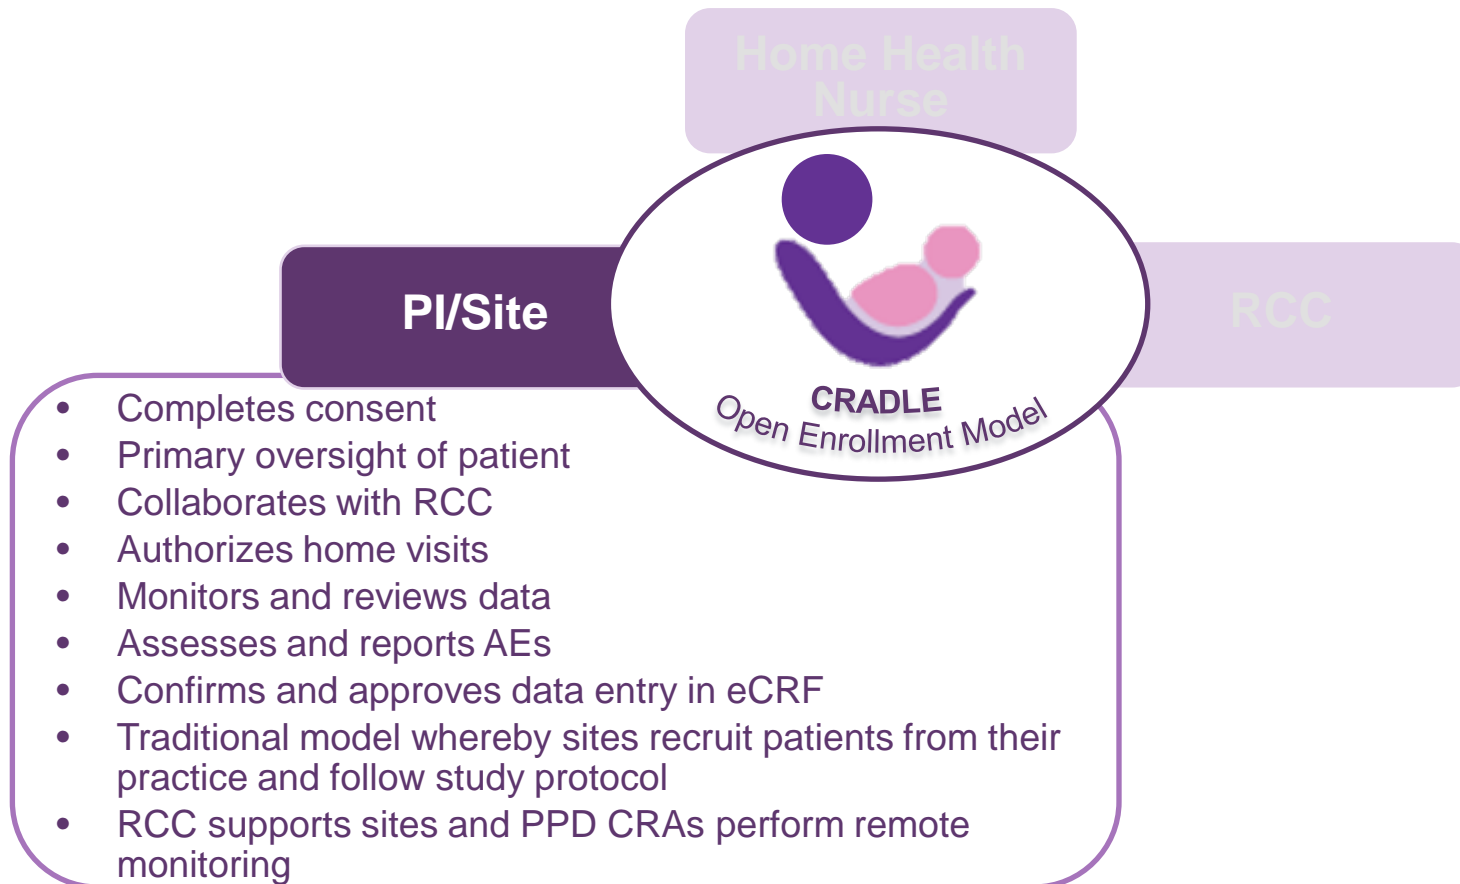 Home Health
Nurse
PI/Site
RCC
CRADLE
Open Enrollment Model
• Completes consent
• Primary oversight of patient
• Collaborates with RCC
• Authorizes home visits
• Monitors and reviews data
• Assesses and reports AEs
• Confirms and approves data entry in eCRF
• Traditional model whereby sites recruit patients from their
practice and follow study protocol
• RCC supports sites and PPD CRAs perform remote
monitoring